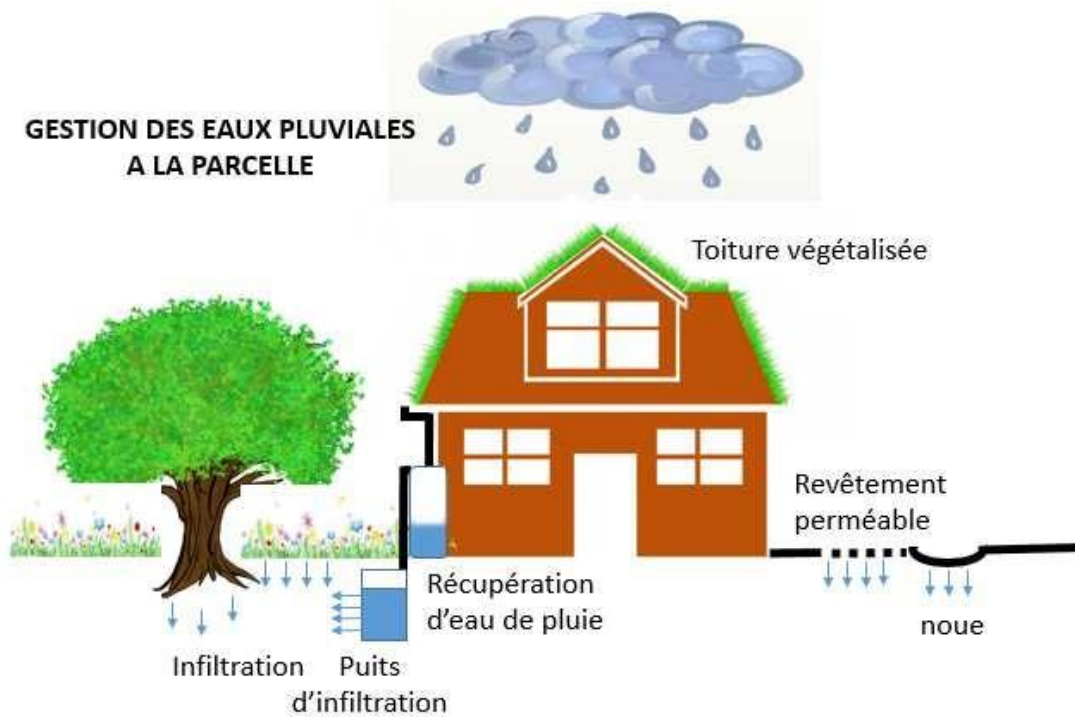 GESTION DES EAUX PLUVIALES
A LA PARCELLE
Toiture végétalisée
Revêtement
perméable
Récupération
d'eau de pluie
noue
Infiltration
Puits
d'infiltration